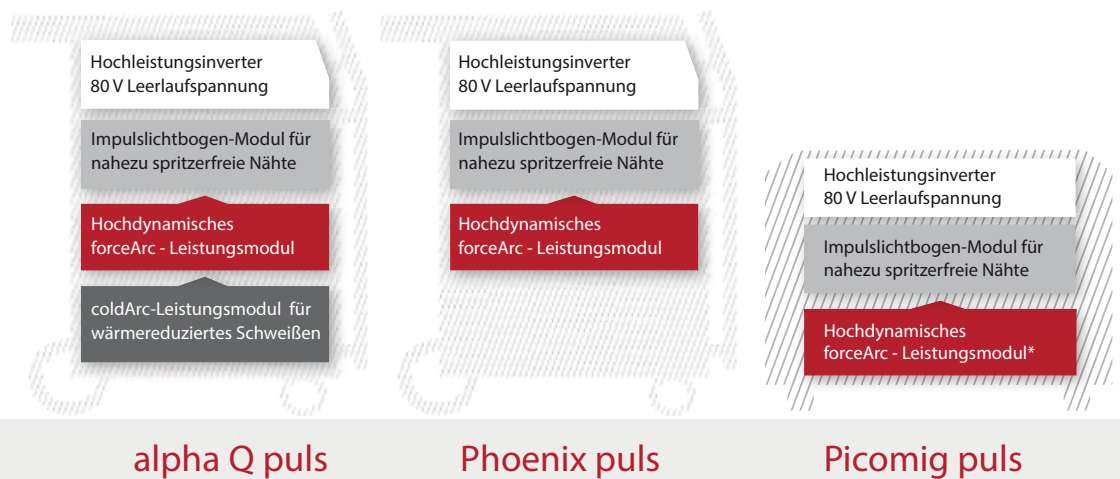 Hochleistungsinverter
80 V Leerlaufspannung
Impulslichtbogen-Modul für
nahezu spritzerfreie Nähte
Hochdynamisches
forceArc - Leistungsmodul
coldArc-Leistungsmodul für
wärmereduziertes Schweißen
alpha Q puls
Hochleistungsinverter
80 V Leerlaufspannung
Impulslichtbogen-Modul für
nahezu spritzerfreie Nähte
Hochdynamisches
forceArc - Leistungsmodul
Phoenix puls
Hochleistungsinverter
80 V Leerlaufspannung
Impulslichtbogen-Modul für
nahezu spritzerfreie Nähte
Hochdynamisches
forceArc - Leistungsmodul*
Picomig puls